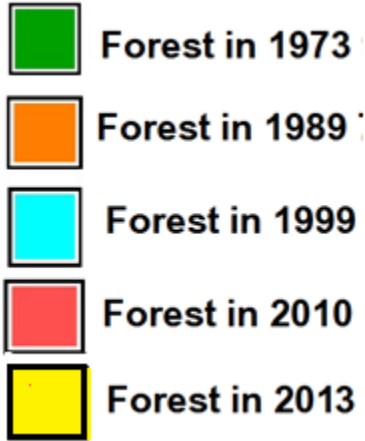 Forest in 1973
Forest in 1989
Forest in 1999
Forest in 2010
Forest in 2013